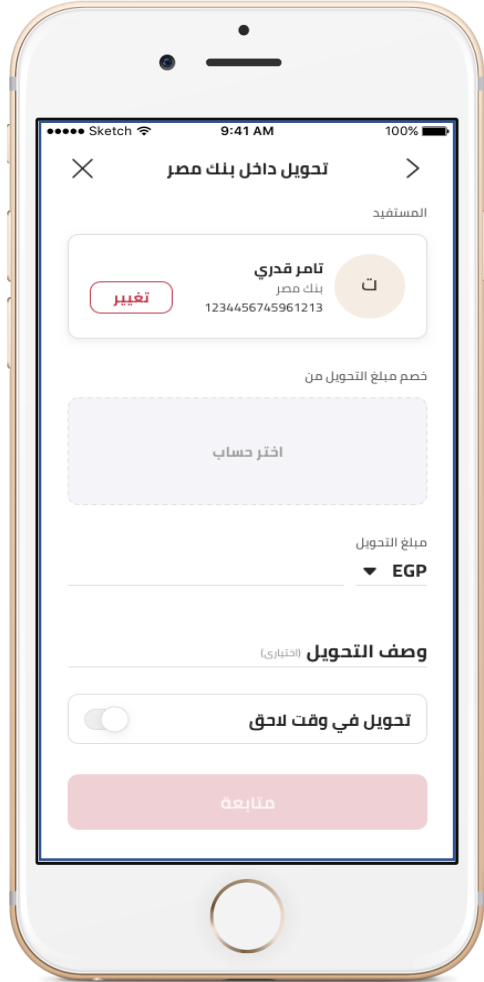 ●●●●● Sketch 9:41 AM 100%
تحويل داخل بنك مصر
المستفيد
ت
تامر قدري
بنك مصر
1234456745961213
تغيير
خصم مبلغ التحويل من
اختر حساب
مبلغ التحويل
EGP
وصف التحويل (اختيارى)
تحويل في وقت لاحق
متابعة